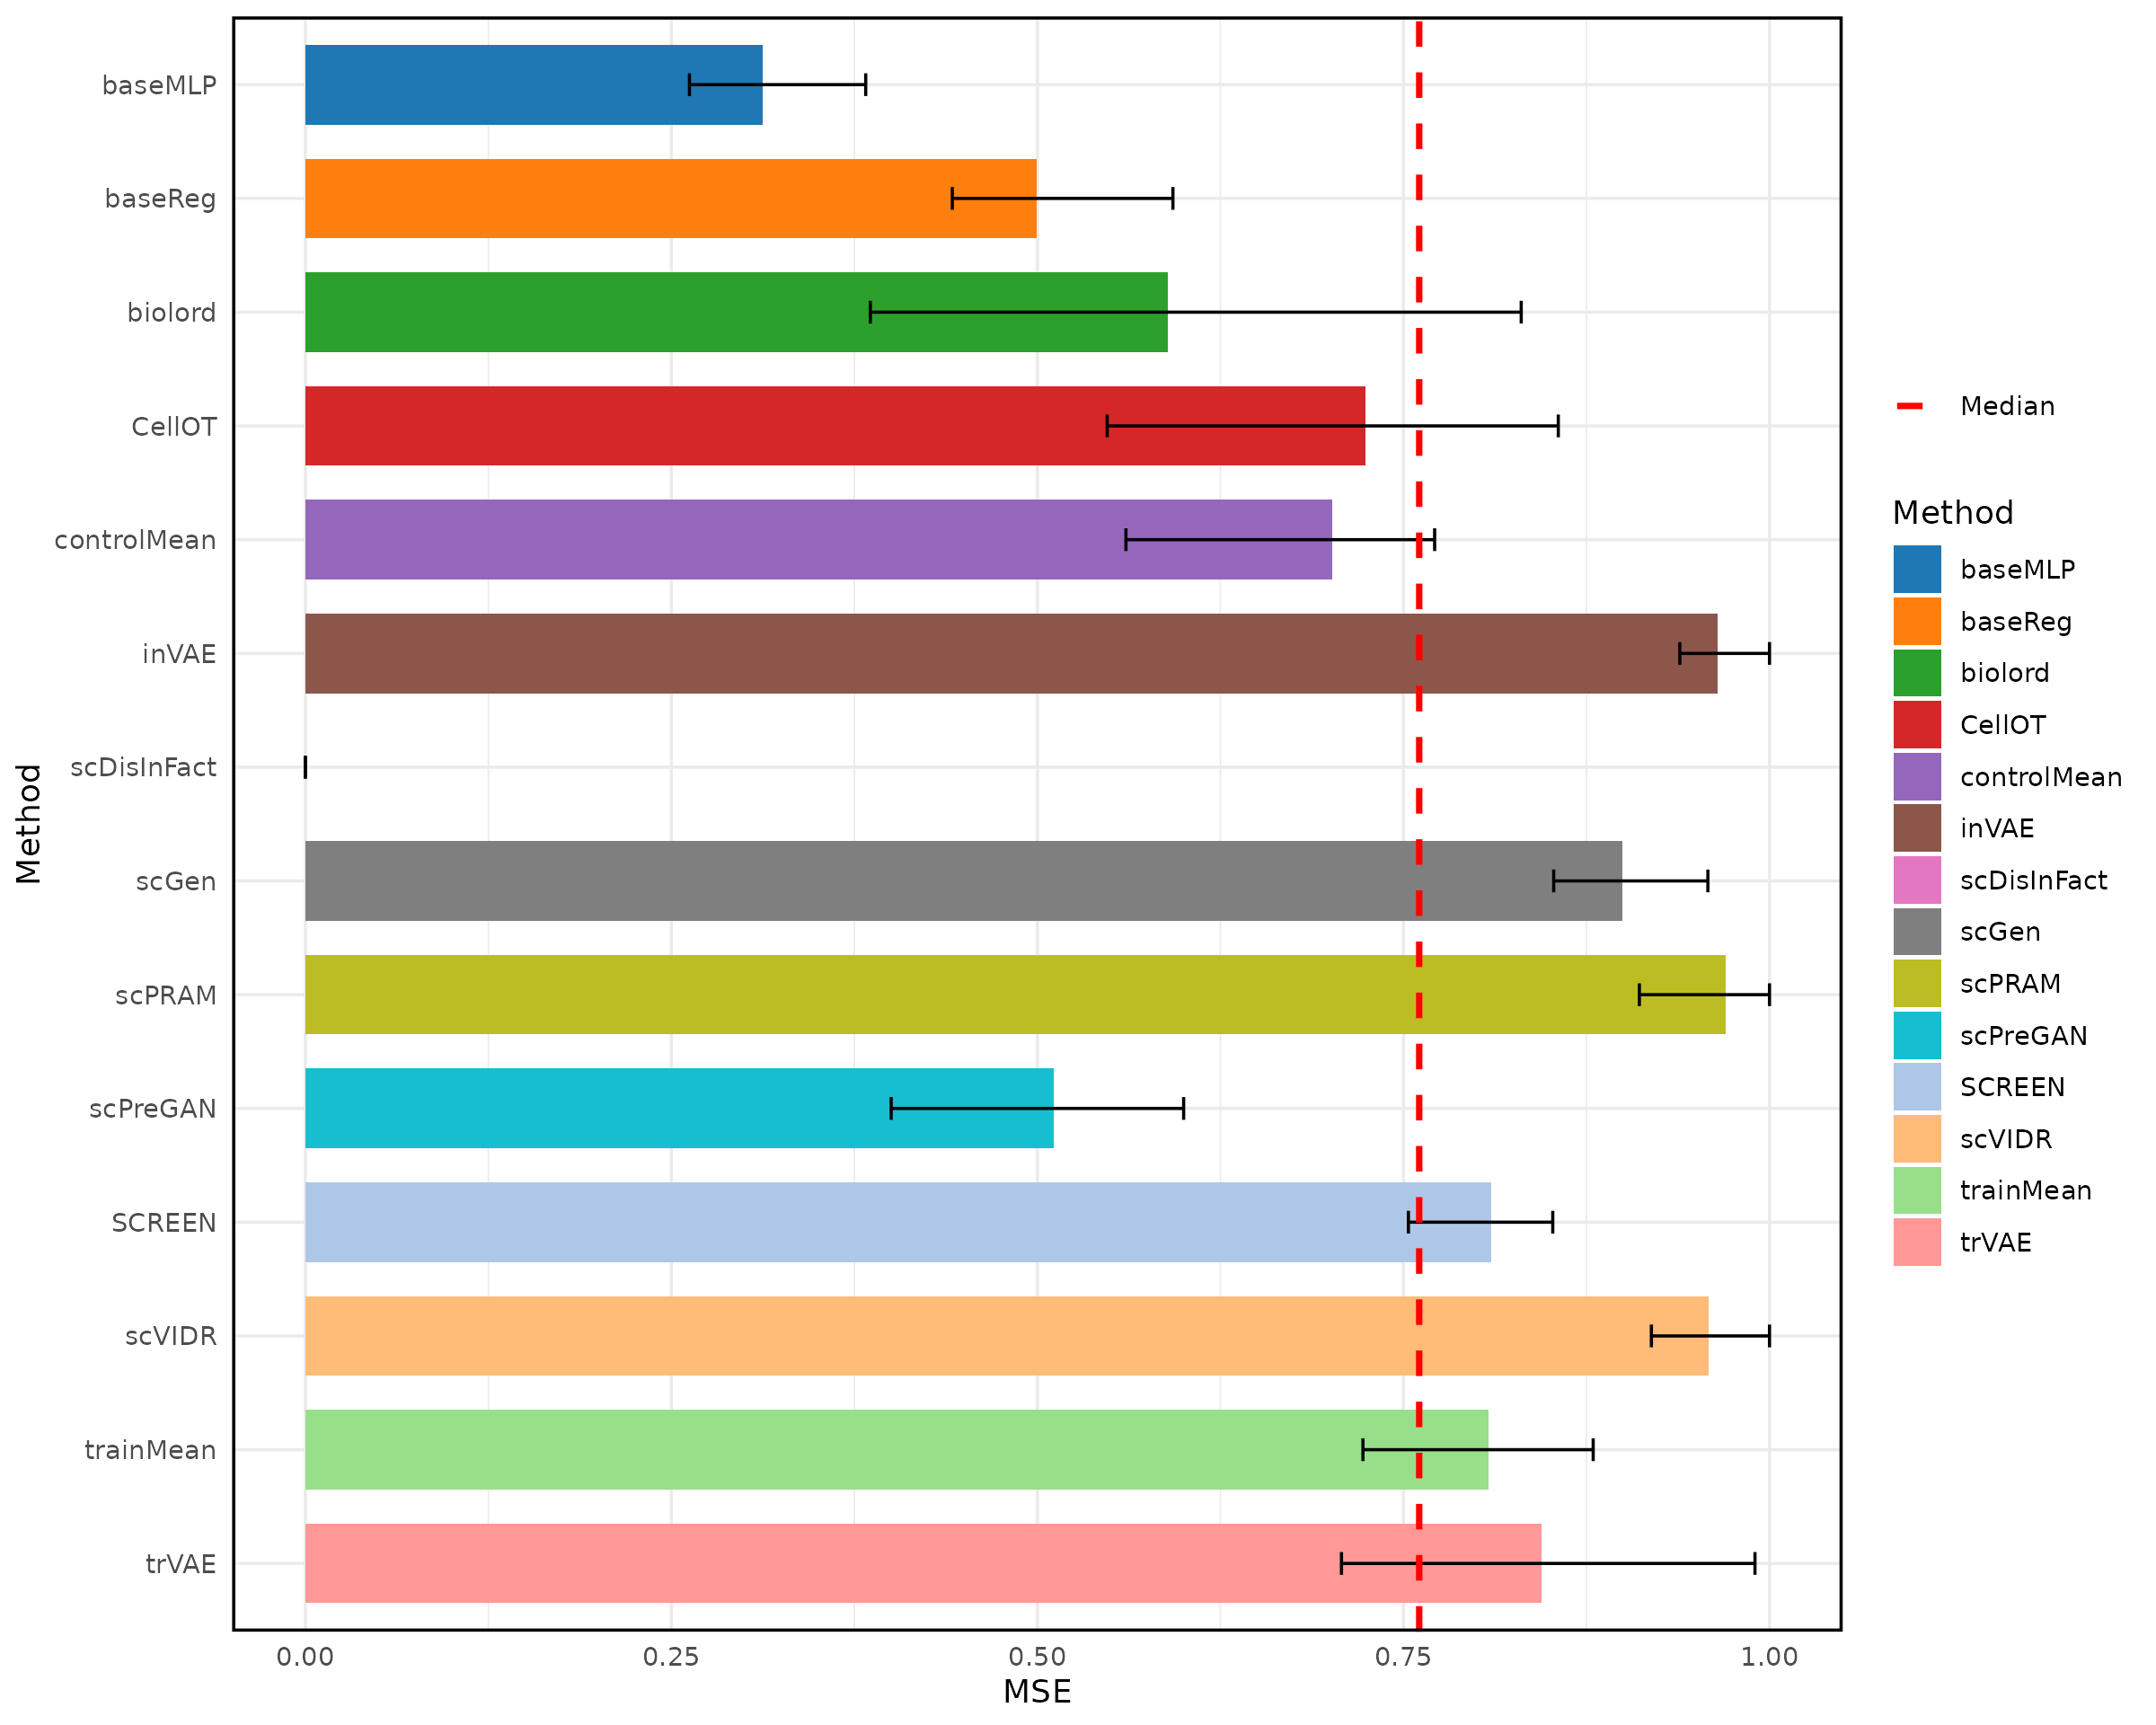 baseMLP
baseReg
biolord
CellOT
controlMean
inVAE
scDisInFact
scGen
scPRAM
scPreGAN
SCREEN
scVIDR
trainMean
trVAE
Method
0.00 0.25 0.50 0.75 1.00
MSE
Median
Method
baseMLP
baseReg
biolord
CellOT
controlMean
inVAE
scDisInFact
scGen
scPRAM
scPreGAN
SCREEN
scVIDR
trainMean
trVAE